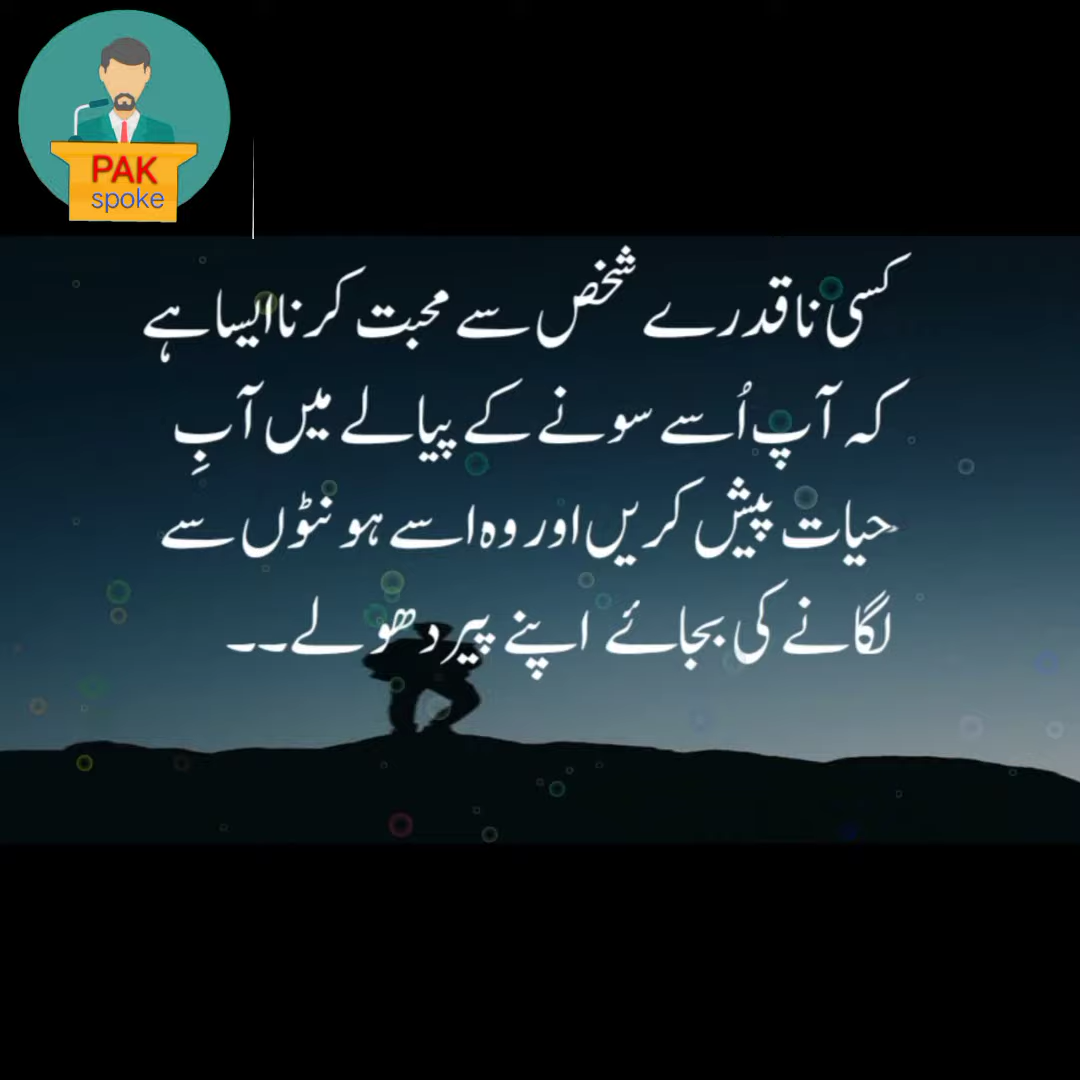 PAK
spoke
کسی ناقدرے شخص سے محبت کرنا ایسا ہے
کہ آپ اُسے سونے کے پیالے میں آبِ
حیات پیش کریں اور وہ اسے ہونٹوں سے
لگانے کی بجائے اپنے پیر دھولے۔۔